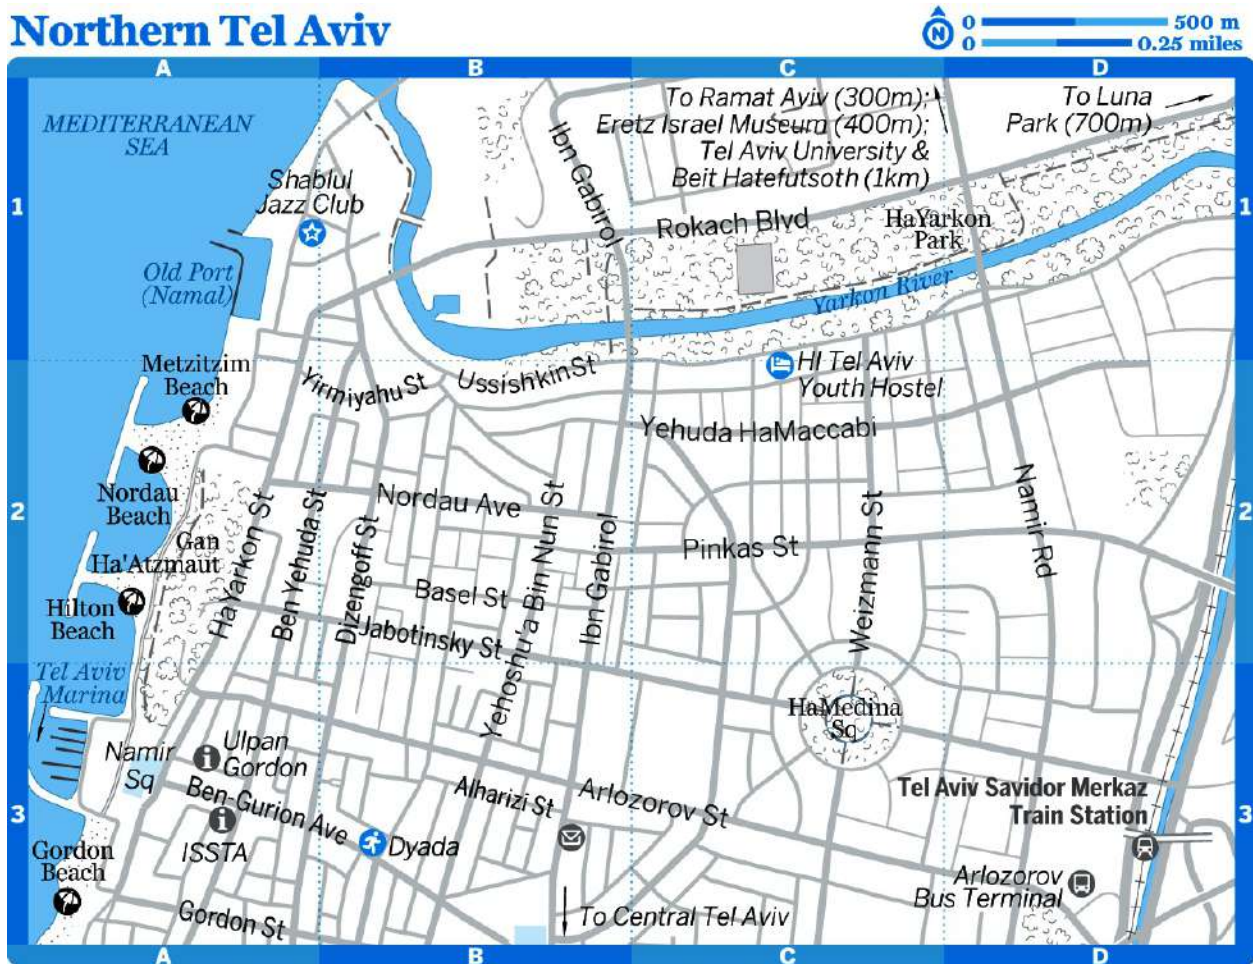 Northern Tel Aviv
N
0 500 m
0 0.25 miles
A B C D
1 1
2 2
3 3
MEDITERRANEAN
SEA
Shablul
Jazz Club
Old Port
(Namal)
Ibn Gabirol
To Ramat Aviv (300m);
Eretz Israel Museum (400m);
Tel Aviv University &
Beit Hatefutsoth (1km)
To Luna
Park (700m)
Rokach Blvd
HaYarkon
Park
Yarkon River
Metzitzim
Beach
Yirmiyahu St
Ussishkin St
HI Tel Aviv
Youth Hostel
Yehuda HaMaccabi
Nordau
Beach
Nordau Ave
Gan
Ha'Atzmaut
HaYarkon St
Ben Yehuda St
Dizengoff St
Yehoshu'a Bin Nun St
Ibn Gabirol
Pinkas St
Weizmann St
Namir Rd
Basel St
Hilton
Beach
Jabotinsky St
Tel Aviv
Marina
HaMedina
Sq
Namir
Sq
Ulpan
Gordon
Ben-Gurion Ave
Alharizi St
Arlozorov St
Tel Aviv Savidor Merkaz
Train Station
ISSTA
Dyada
Gordon
Beach
Arlozorov
Bus Terminal
Gordon St
To Central Tel Aviv
A B C D